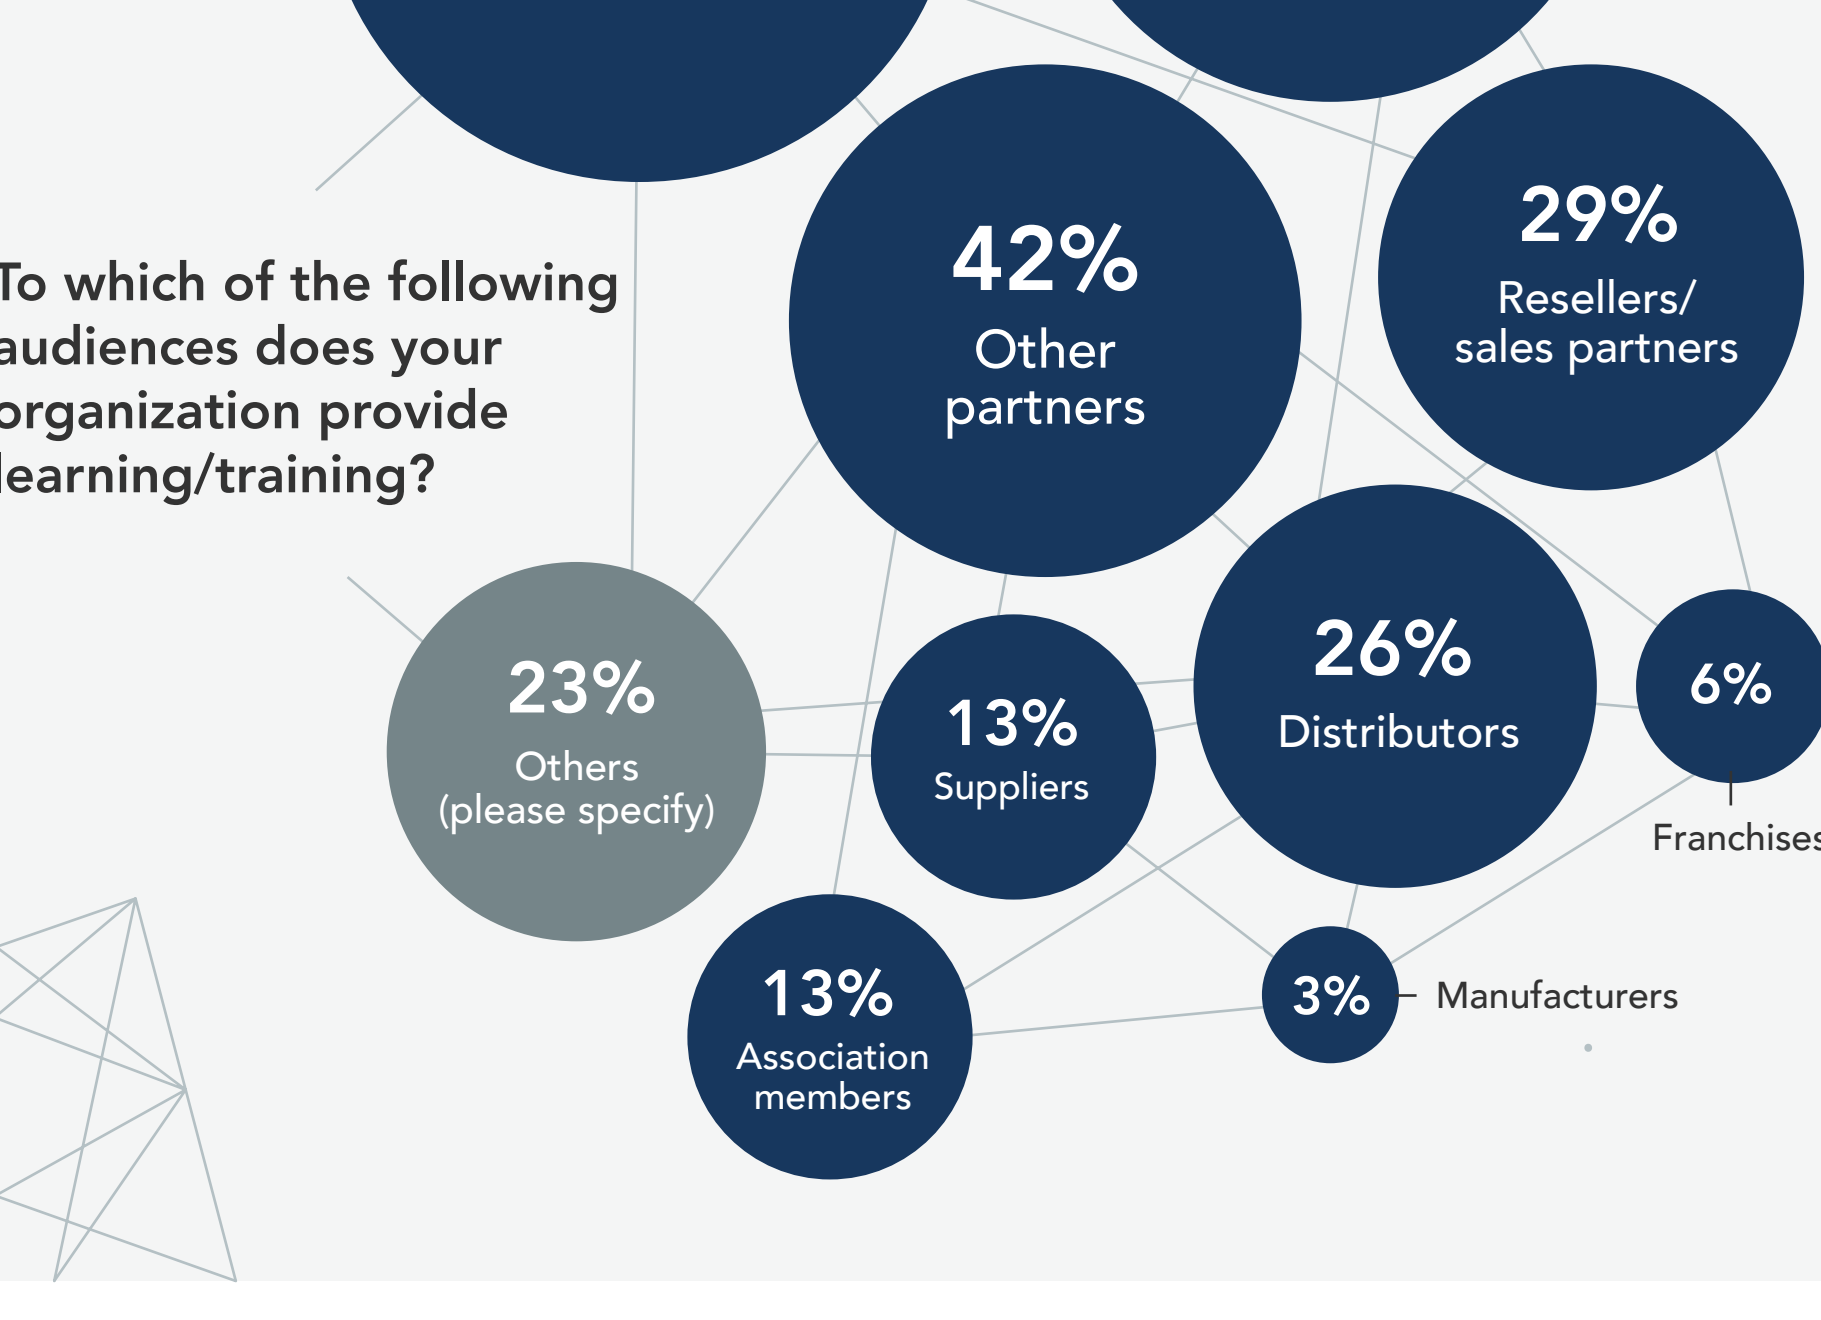 To which of the following
audiences does your
organization provide
learning/training?
42%
Other
partners
29%
Resellers/
sales partners
23%
Others
(please specify)
13%
Suppliers
26%
Distributors
6%
Franchises
13%
Association
members
3%
Manufacturers